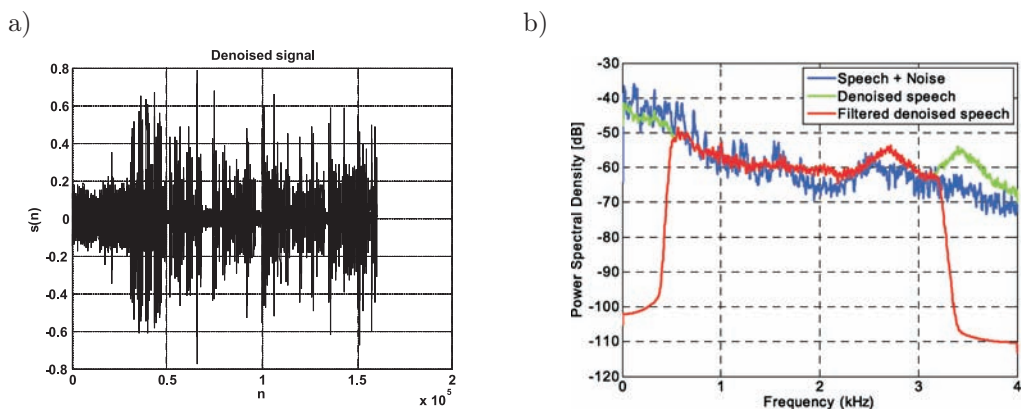 a)
Denoised signal
0.8
0.6
0.4
0.2
0
-0.2
-0.4
-0.6
-0.8
s(n)
0
0.5
1
1.5
2
n
x 10^5
b)
-30
-40
-50
-60
-70
-80
-90
-100
-110
-120
Power Spectral Density [dB]
Speech + Noise
Denoised speech
Filtered denoised speech
0
1
2
3
4
Frequency (kHz)